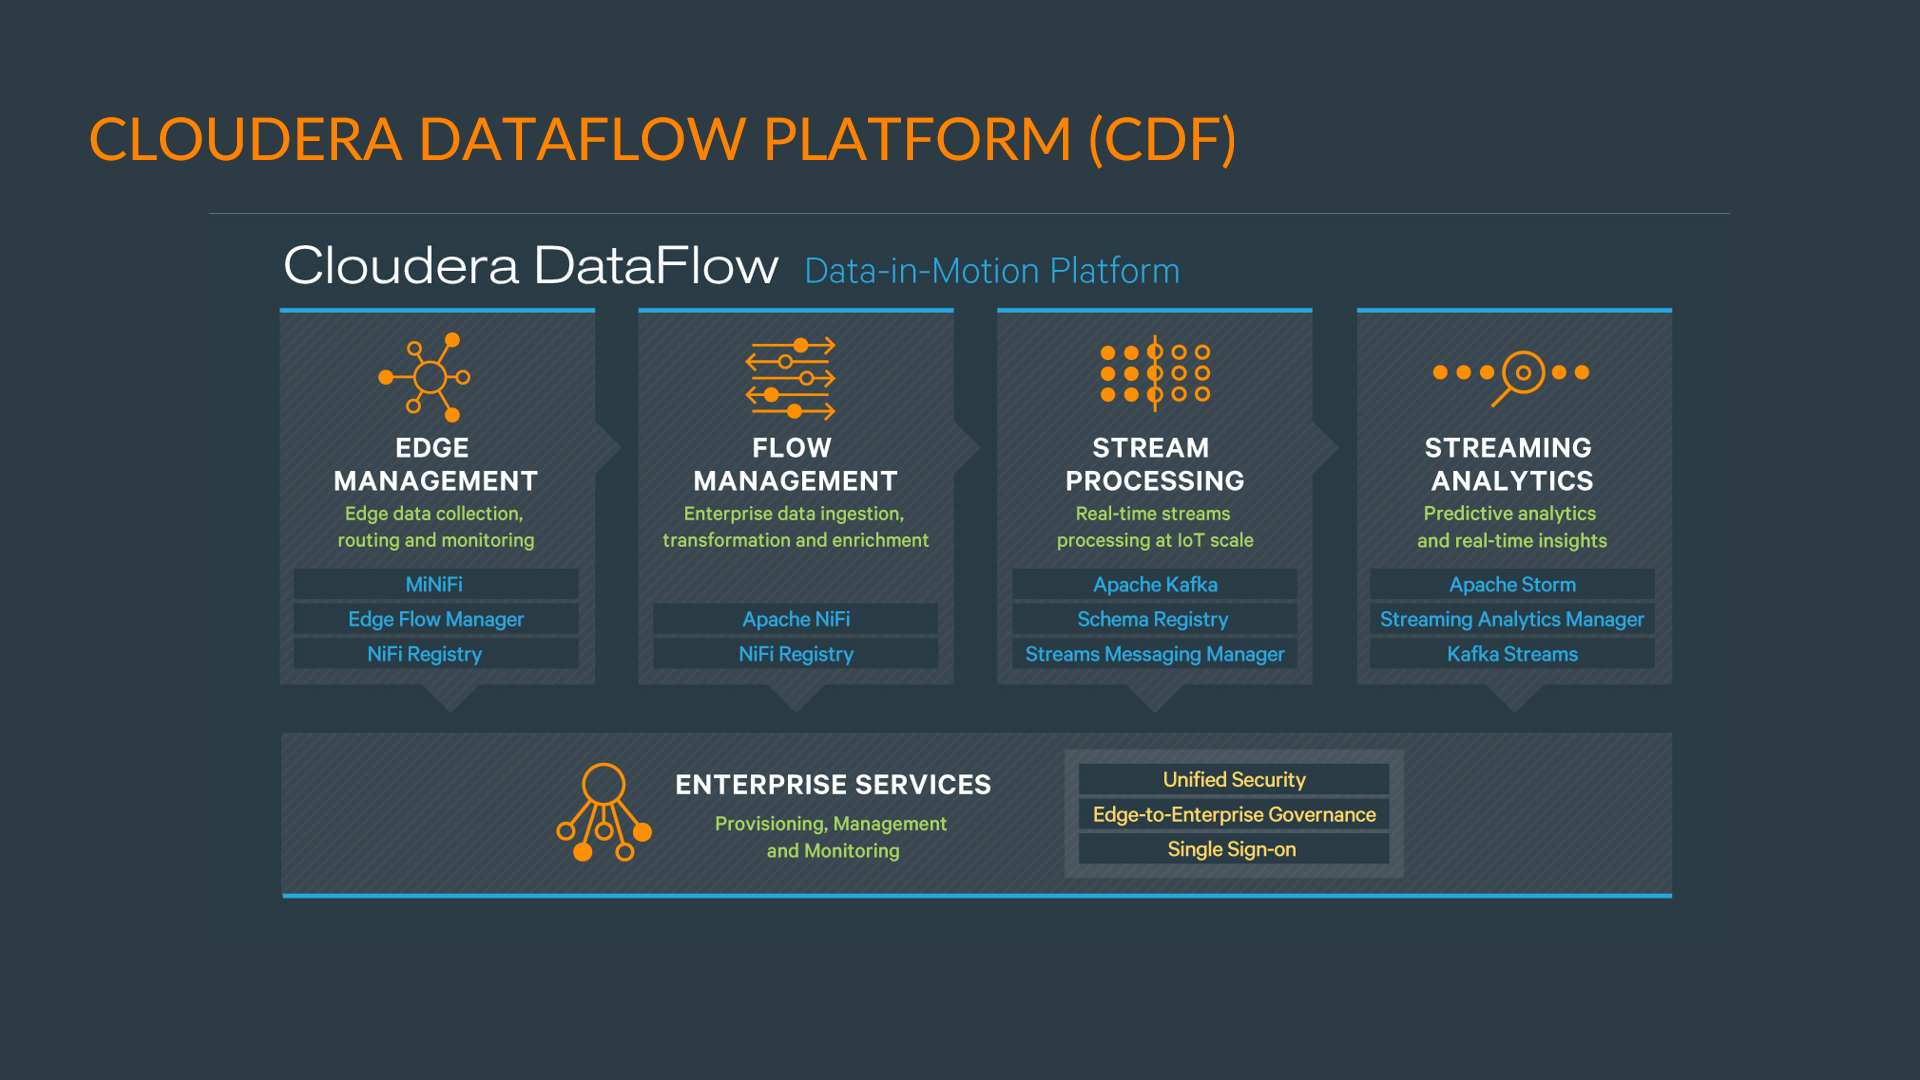 CLOUDERA DATAFLOW PLATFORM (CDF)
Cloudera DataFlow Data-in-Motion Platform
EDGE
MANAGEMENT
Edge data collection,
routing and monitoring
MiNiFi
Edge Flow Manager
NiFi Registry
FLOW
MANAGEMENT
Enterprise data ingestion,
transformation and enrichment
Apache NiFi
NiFi Registry
STREAM
PROCESSING
Real-time streams
processing at IoT scale
Apache Kafka
Schema Registry
Streams Messaging Manager
STREAMING
ANALYTICS
Predictive analytics
and real-time insights
Apache Storm
Streaming Analytics Manager
Kafka Streams
ENTERPRISE SERVICES
Provisioning, Management
and Monitoring
Unified Security
Edge-to-Enterprise Governance
Single Sign-on